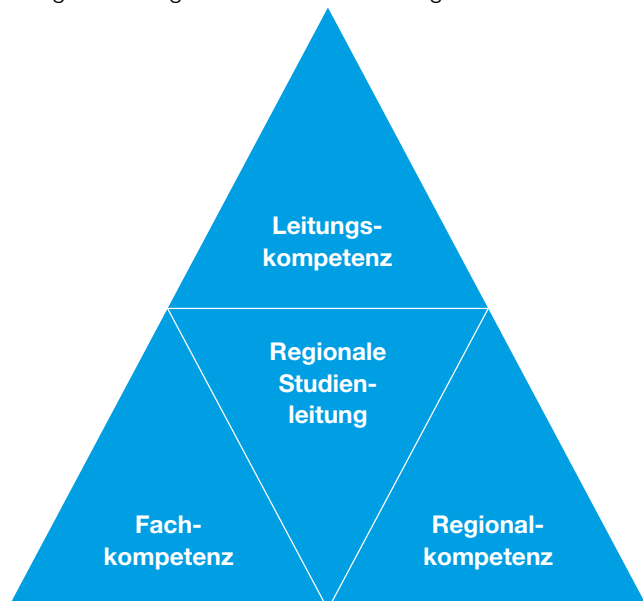 Leitungs-
kompetenz
Regionale
Studien-
leitung
Fach-
kompetenz
Regional-
kompetenz